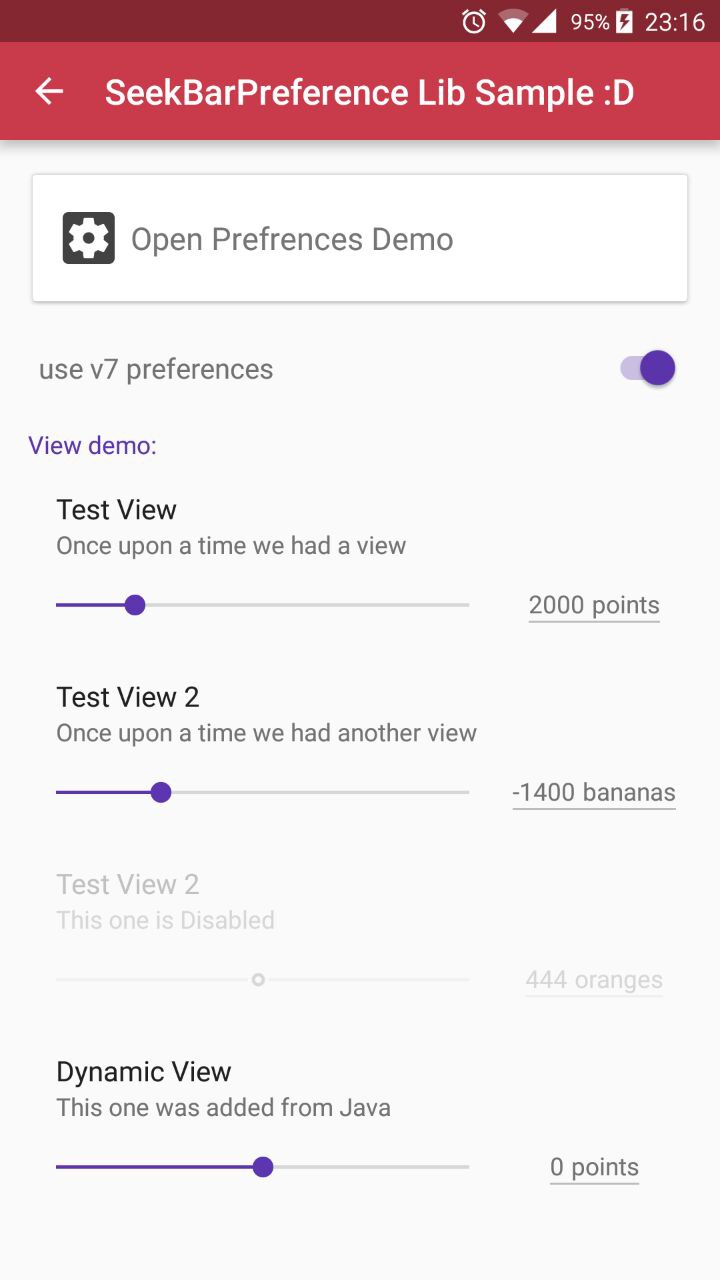 95% 23:16
SeekBarPreference Lib Sample :D
Open Prefrences Demo
use v7 preferences
View demo:
Test View
Once upon a time we had a view
2000 points
Test View 2
Once upon a time we had another view
-1400 bananas
Test View 2
This one is Disabled
444 oranges
Dynamic View
This one was added from Java
0 points